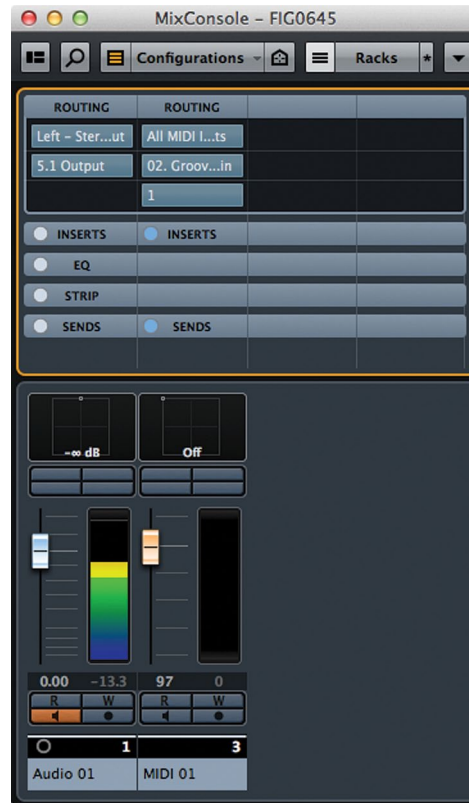 MixConsole – FIG0645
Configurations Racks *
ROUTING ROUTING
Left – Ster...ut All MIDI I...ts
5.1 Output 02. Groov...in
1
INSERTS INSERTS
EQ
STRIP
SENDS SENDS
-∞ dB Off
0.00 -13.3 97 0
R W R W
1 3
Audio 01 MIDI 01